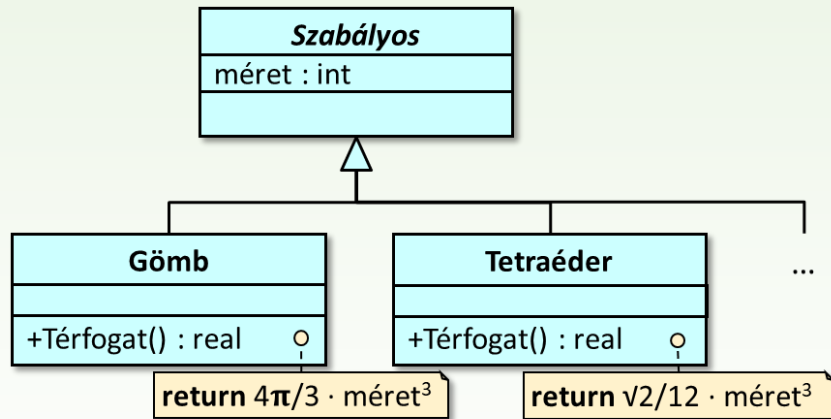 Szabályos
méret : int
Gömb
Tetraéder
...
+Térfogat() : real
+Térfogat() : real
return 4π/3 · méret³
return √2/12 · méret³